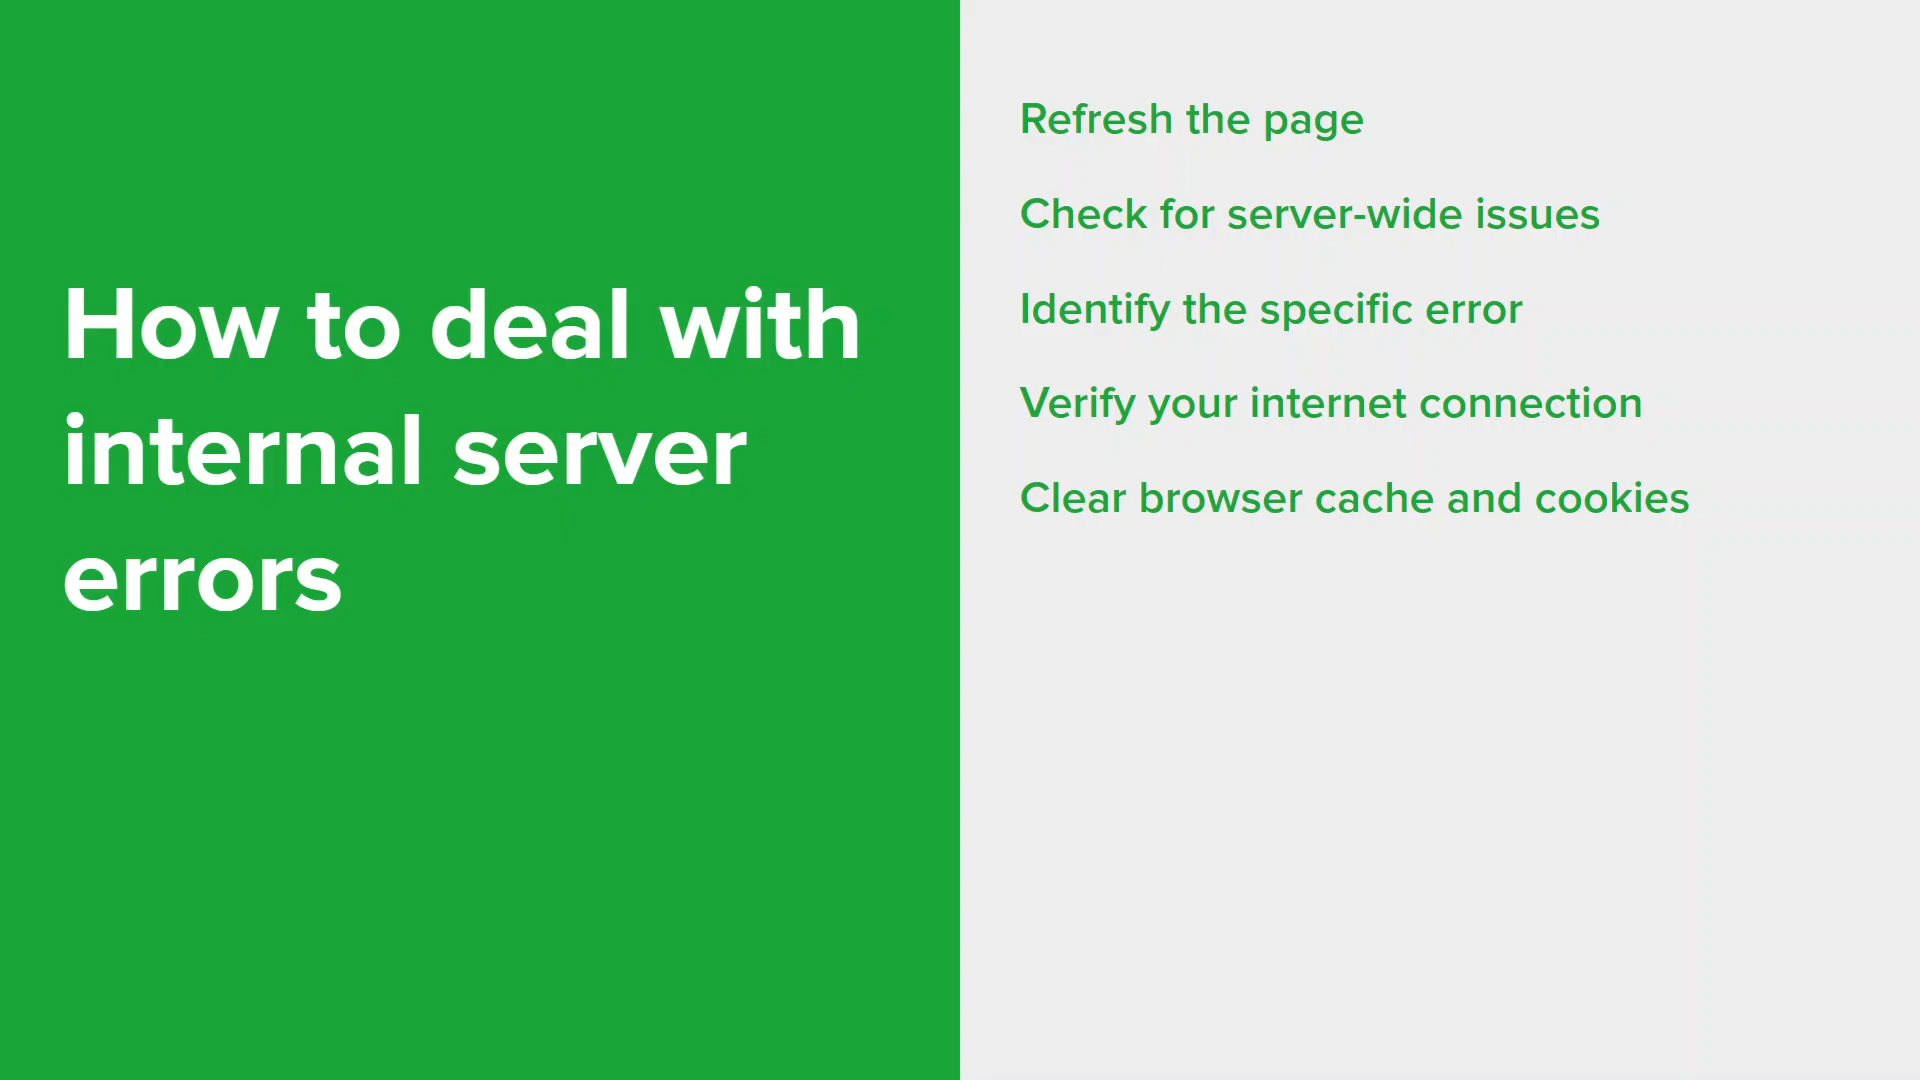 How to deal with
internal server
errors
Refresh the page
Check for server-wide issues
Identify the specific error
Verify your internet connection
Clear browser cache and cookies